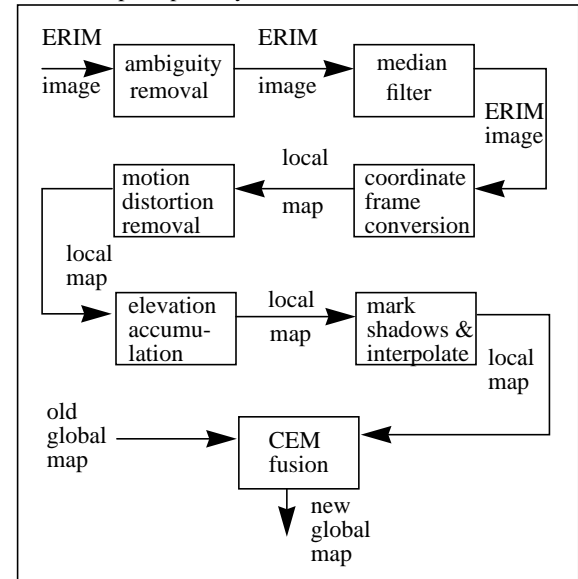 ERIM
image
ambiguity
removal
ERIM
image
median
filter
ERIM
image
coordinate
frame
conversion
local
map
motion
distortion
removal
local
map
elevation
accumu-
lation
local
map
mark
shadows &
interpolate
local
map
old
global
map
CEM
fusion
new
global
map